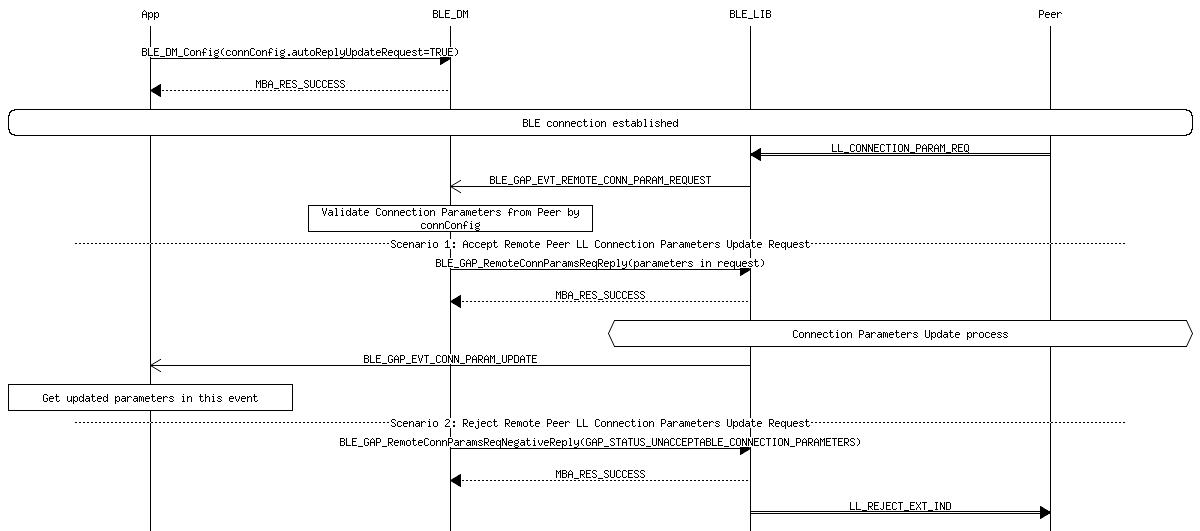 App BLE_DM BLE_LIB Peer
BLE_DM_Config(connConfig.autoReplyUpdateRequest=TRUE)
MBA_RES_SUCCESS
BLE connection established
LL_CONNECTION_PARAM_REQ
BLE_GAP_EVT_REMOTE_CONN_PARAM_REQUEST
Validate Connection Parameters from Peer by
connConfig
Scenario 1: Accept Remote Peer LL Connection Parameters Update Request
BLE_GAP_RemoteConnParamsReqReply(parameters in request)
MBA_RES_SUCCESS
Connection Parameters Update process
BLE_GAP_EVT_CONN_PARAM_UPDATE
Get updated parameters in this event
Scenario 2: Reject Remote Peer LL Connection Parameters Update Request
BLE_GAP_RemoteConnParamsReqNegativeReply(GAP_STATUS_UNACCEPTABLE_CONNECTION_PARAMETERS)
MBA_RES_SUCCESS
LL_REJECT_EXT_IND